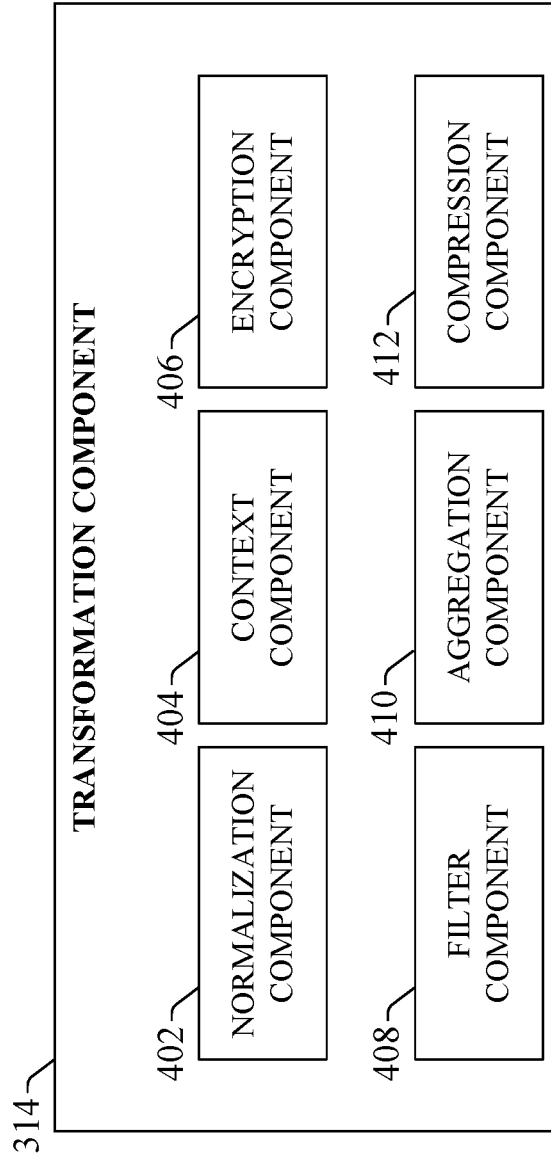 314
TRANSFORMATION COMPONENT
402
NORMALIZATION
COMPONENT
404
CONTEXT
COMPONENT
406
ENCRYPTION
COMPONENT
408
FILTER
COMPONENT
410
AGGREGATION
COMPONENT
412
COMPRESSION
COMPONENT